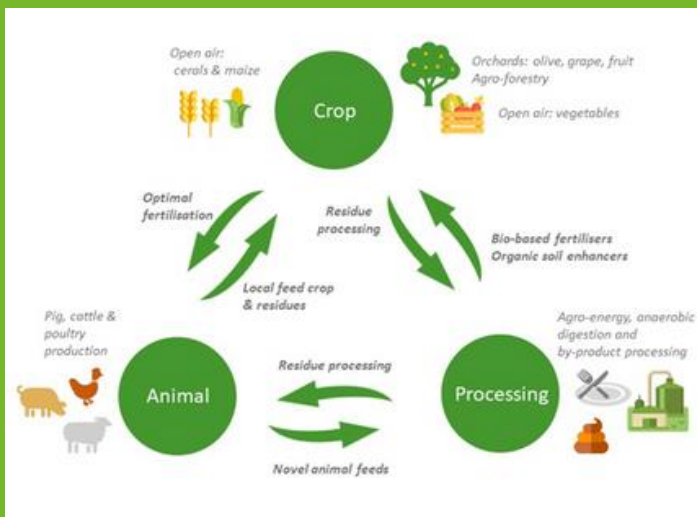 Open air:
cerals & maize
Crop
Orchards: olive, grape, fruit
Agro-forestry
Open air: vegetables
Optimal
fertilisation
Residue
processing
Bio-based fertilisers
Organic soil enhancers
Local feed crop
& residues
Pig, cattle &
poultry
production
Animal
Residue processing
Novel animal feeds
Processing
Agro-energy, anaerobic
digestion and
by-product processing